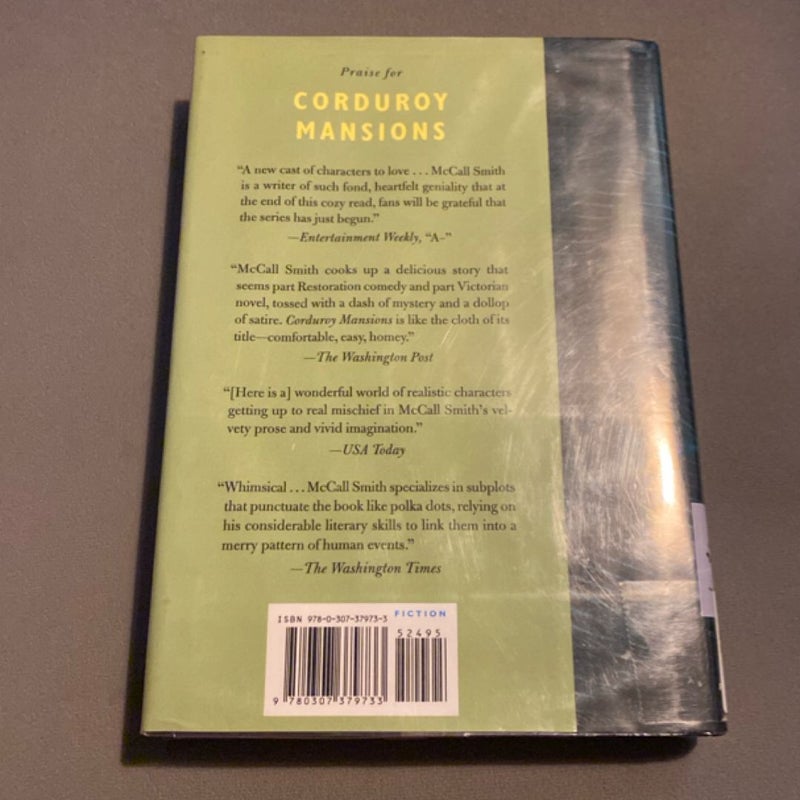 Praise for
CORDUROY
MANSIONS
“A new cast of characters to love . . . McCall Smith
is a writer of such fond, heartfelt geniality that at
the end of this cozy read, fans will be grateful that
the series has just begun.”
—Entertainment Weekly, “A–”
“McCall Smith cooks up a delicious story that
seems part Restoration comedy and part Victorian
novel, tossed with a dash of mystery and a dollop
of satire. Corduroy Mansions is like the cloth of its
title—comfortable, easy, homey.”
—The Washington Post
“[Here is a] wonderful world of realistic characters
getting up to real mischief in McCall Smith’s vel-
vety prose and vivid imagination.”
—USA Today
“Whimsical . . . McCall Smith specializes in subplots
that punctuate the book like polka dots, relying on
his considerable literary skills to link them into a
merry pattern of human events.”
—The Washington Times
FICTION
ISBN 978-0-307-37973-3
52495
9 780307 379733